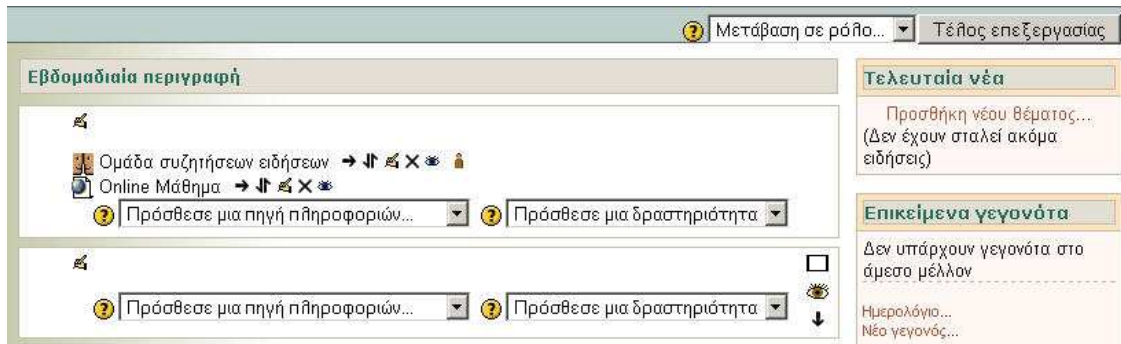 Μετάβαση σε ρόλο...
Τέλος επεξεργασίας
Εβδομαδιαία περιγραφή
Ομάδα συζητήσεων ειδήσεων
Online Μάθημα
Πρόσθεσε μια πηγή πληροφοριών...
Πρόσθεσε μια δραστηριότητα
Πρόσθεσε μια πηγή πληροφοριών...
Πρόσθεσε μια δραστηριότητα
Τελευταία νέα
Προσθήκη νέου θέματος...
(Δεν έχουν σταλεί ακόμα
ειδήσεις)
Επικείμενα γεγονότα
Δεν υπάρχουν γεγονότα στο
άμεσο μέλλον
Ημερολόγιο...
Νέο γεγονός...